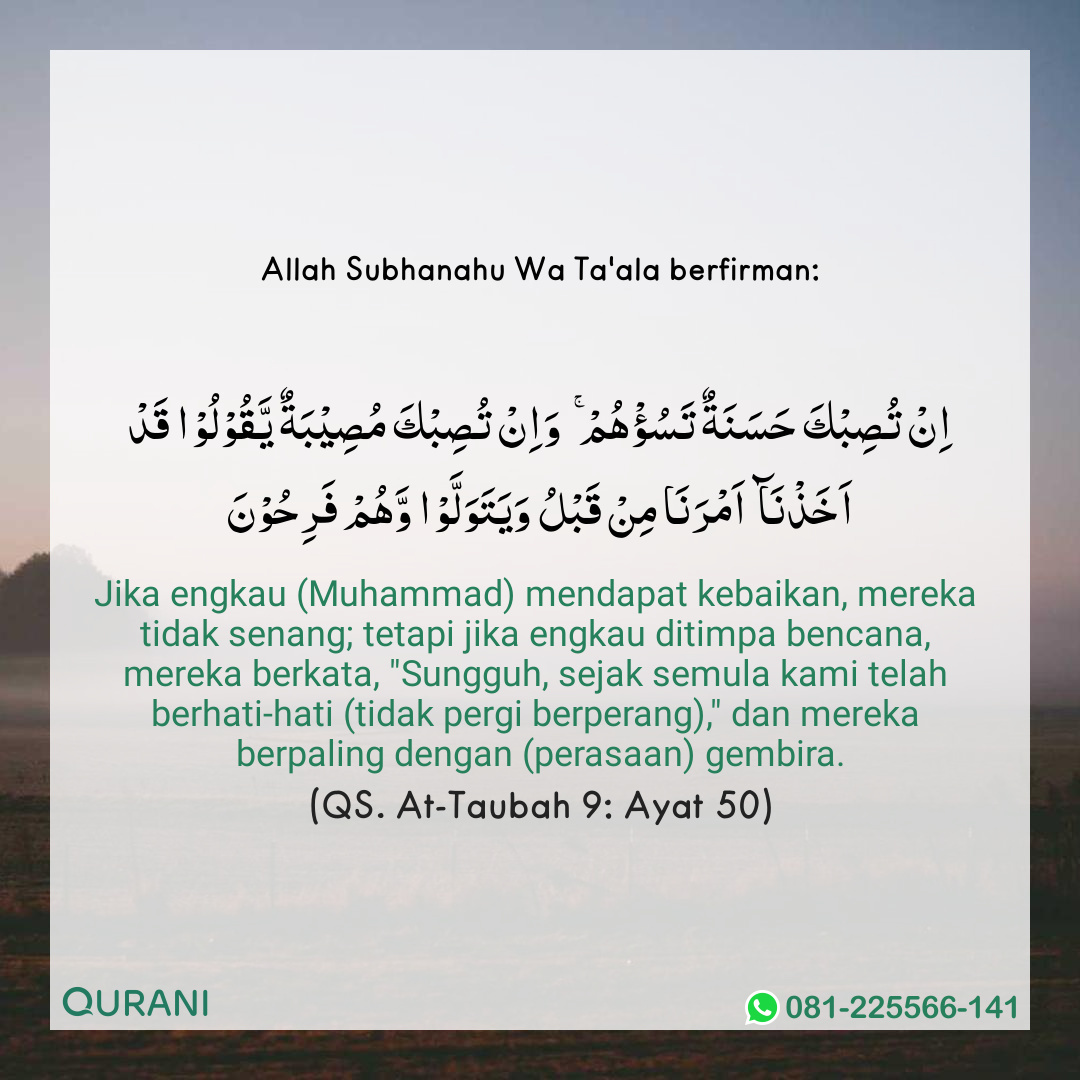 Allah Subhanahu Wa Ta'ala berfirman:
اِنْ تُصِبْكَ حَسَنَةٌ تَسُؤْهُمْ ۚ وَاِنْ تُصِبْكَ مُصِيْبَةٌ يَّقُوْلُوْا قَدْ
اَخَذْنَاۤ اَمْرَنَا مِنْ قَبْلُ وَيَتَوَلَّوْا وَّهُمْ فَرِحُوْنَ
Jika engkau (Muhammad) mendapat kebaikan, mereka
tidak senang; tetapi jika engkau ditimpa bencana,
mereka berkata, "Sungguh, sejak semula kami telah
berhati-hati (tidak pergi berperang)," dan mereka
berpaling dengan (perasaan) gembira.
(QS. At-Taubah 9: Ayat 50)
QURANI
081-225566-141